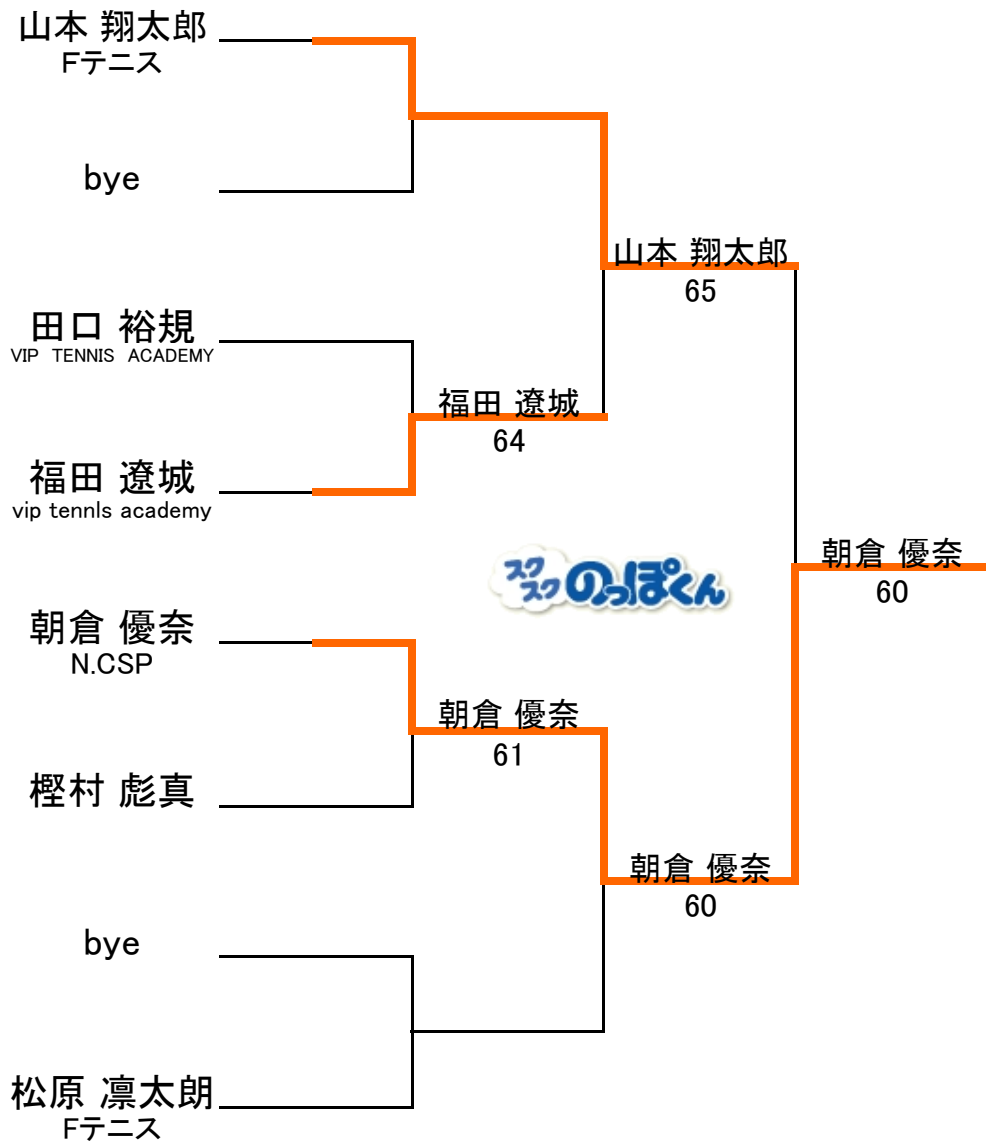 山本 翔太郎
Fテニス
bye
山本 翔太郎
65
田口 裕規
VIP TENNIS ACADEMY
福田 遼城
64
福田 遼城
vip tennls academy
スク
スク
のっぽくん
朝倉 優奈
60
朝倉 優奈
N.CSP
朝倉 優奈
61
樫村 彪真
朝倉 優奈
60
bye
松原 凛太朗
Fテニス